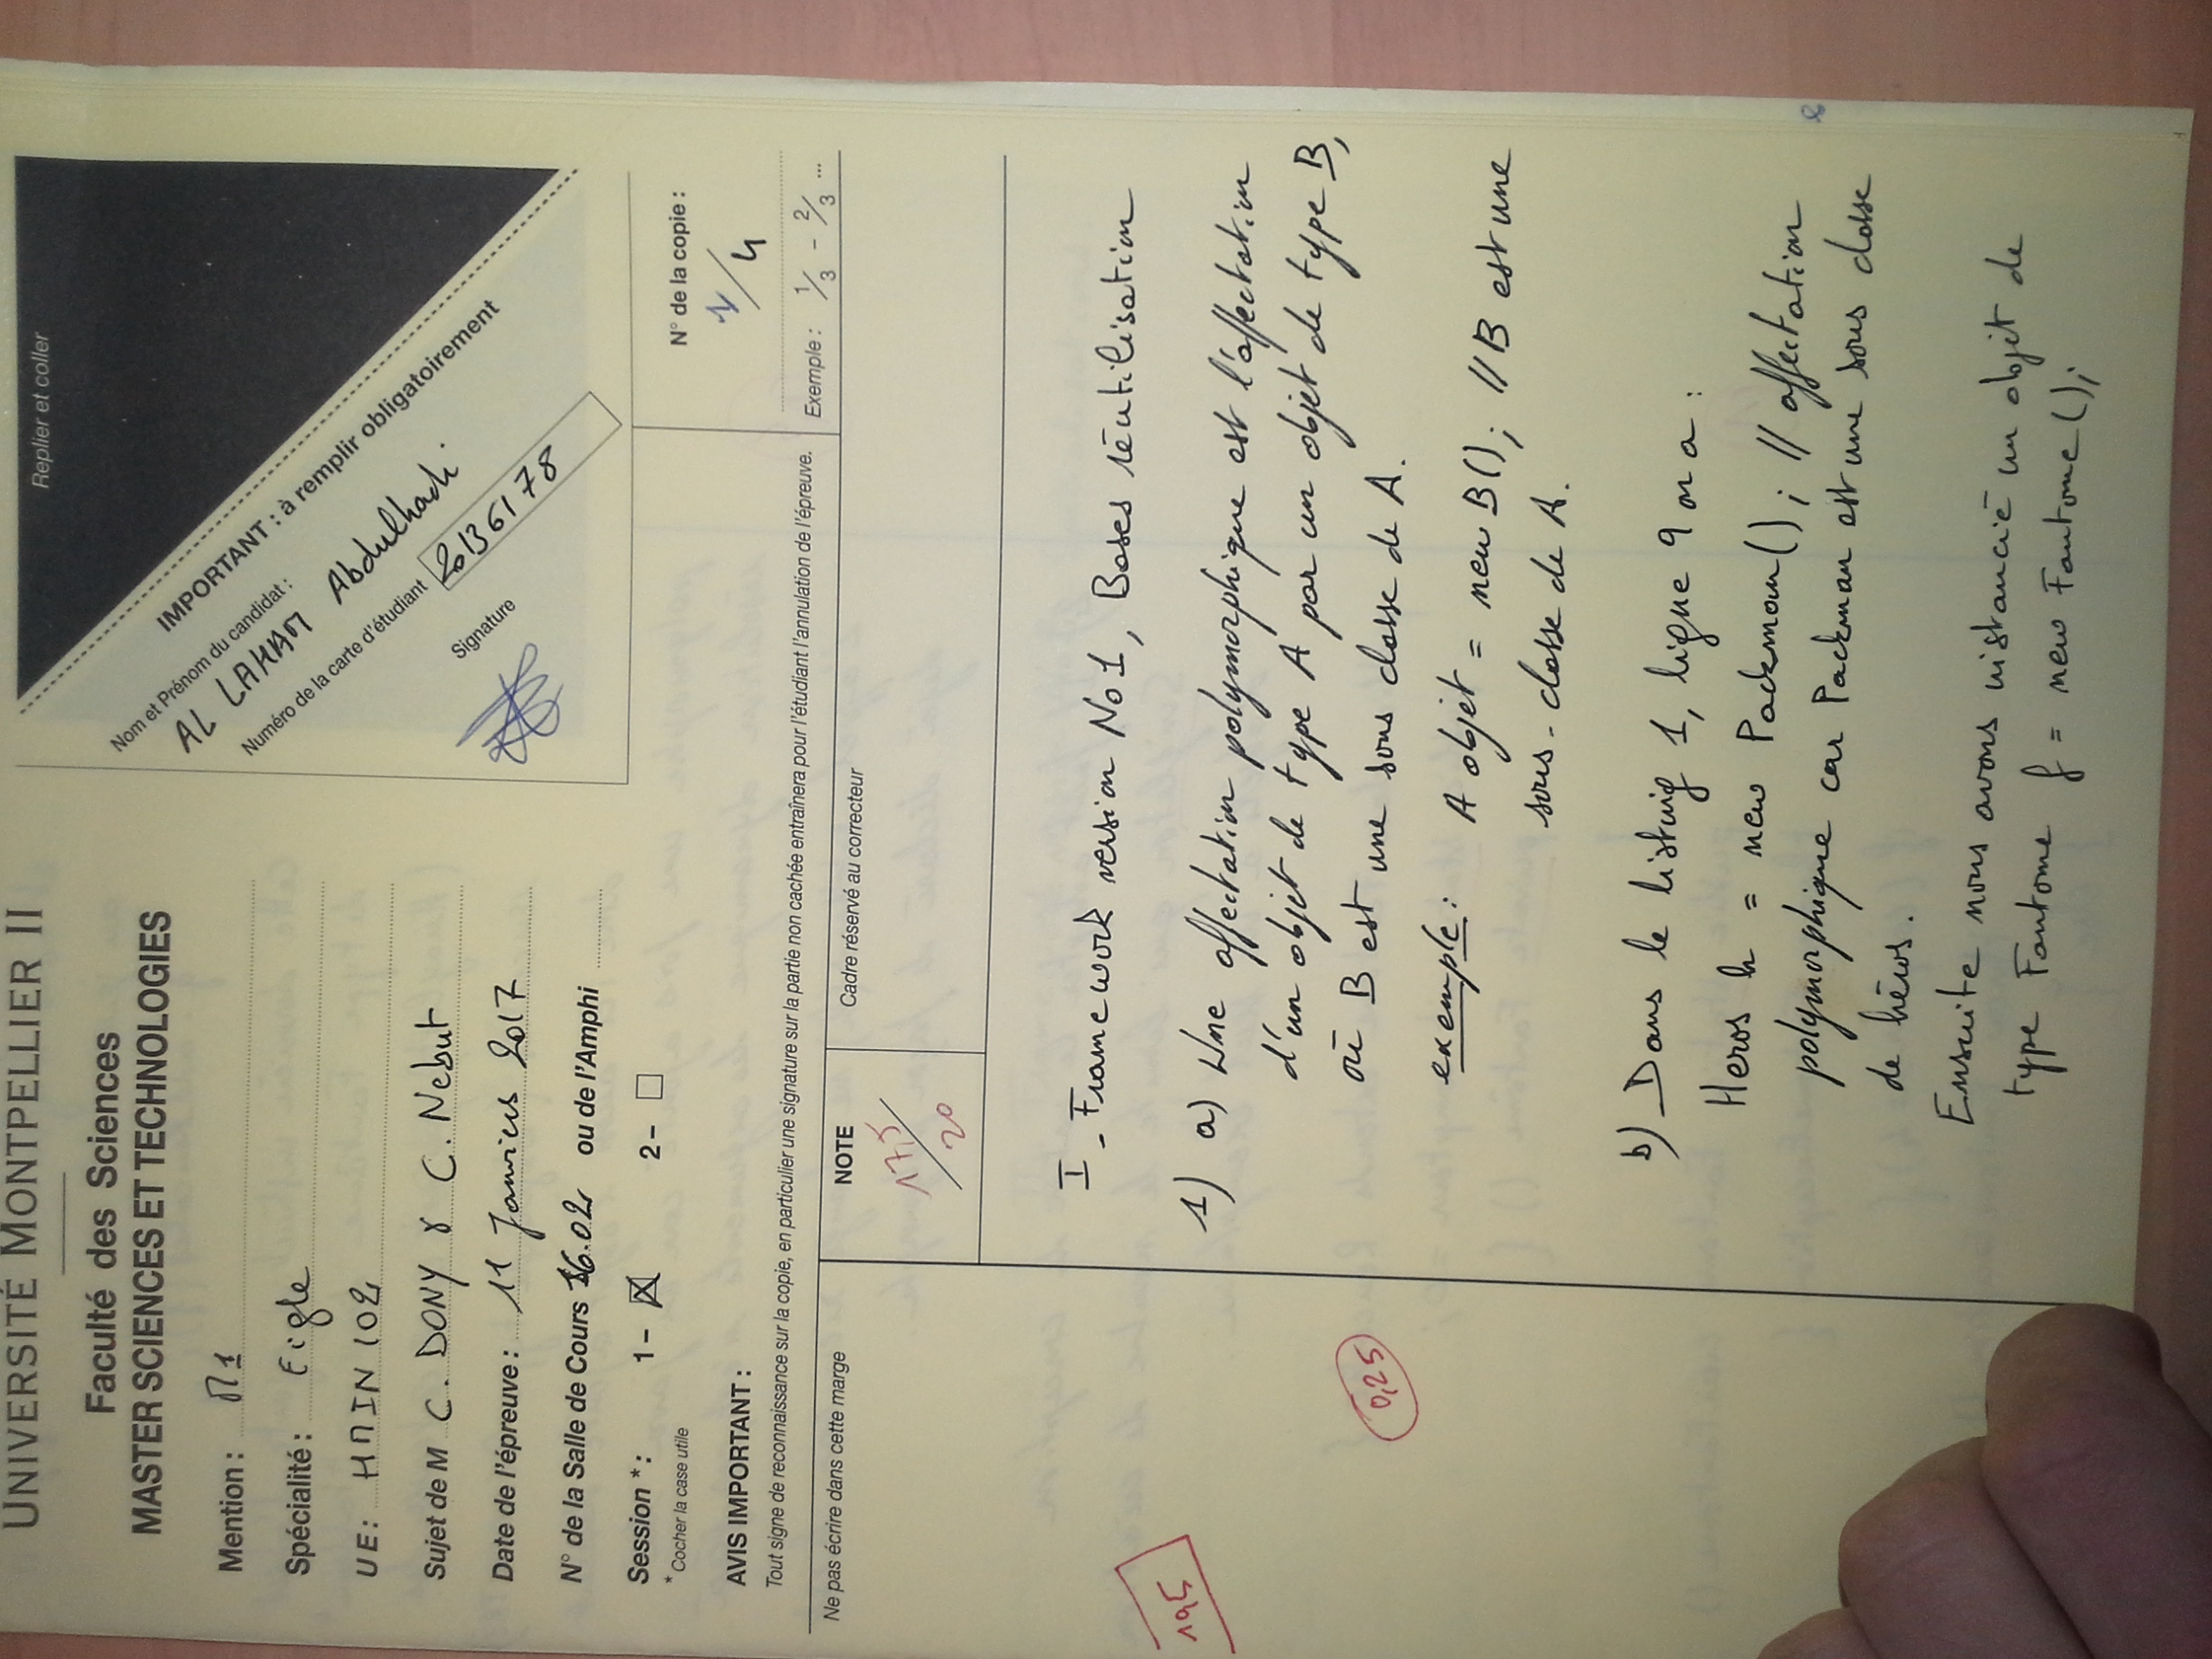 UNIVERSITÉ MONTPELLIER II
Faculté des Sciences
MASTER SCIENCES ET TECHNOLOGIES
Mention : M1
Spécialité : Eigle
UE : HMIN102
Sujet de M C. DONY & C. Nebut
Date de l'épreuve : 11 Janvier 2017
N° de la Salle de Cours 16.02 ou de l'Amphi
Session * : 1 - ☒ 2 - ☐
* Cocher la case utile
Replier et coller
IMPORTANT : à remplir obligatoirement
Nom et Prénom du candidat :
AL LAHAM Abdulhadi.
Numéro de la carte d'étudiant 20136178
Signature
N° de la copie :
1/4
Exemple : 1/3 - 2/3 ...
AVIS IMPORTANT :
Tout signe de reconnaissance sur la copie, en particulier une signature sur la partie non cachée entraînera pour l'étudiant l'annulation de l'épreuve.
Ne pas écrire dans cette marge
NOTE
17,5/20
Cadre réservé au correcteur
I - Framework version No1, Bases réutilisation
1) a) Une affectation polymorphique est l'affectation
d'un objet de type A par un objet de type B,
où B est une sous classe de A.
0,25
exemple : A objet = new B(); // B est une
sous-classe de A.
b) Dans le listing 1, ligne 9 on a :
Heros h = new Packman(); // affectation
polymorphique car Packman est une sous classe
de héros.
Ensuite nous avons instancié un objet de
type Fantome f = new Fantome();